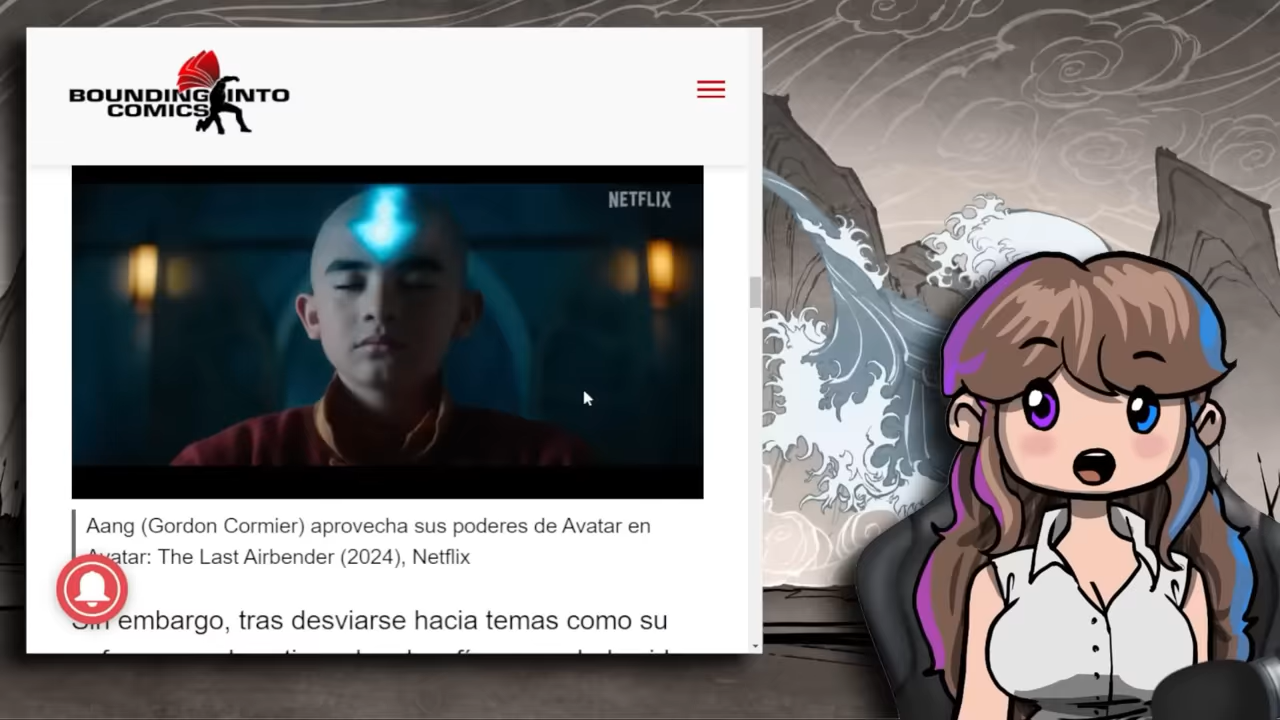 BOUNDING INTO
COMICS
NETFLIX
Aang (Gordon Cormier) aprovecha sus poderes de Avatar en
Avatar: The Last Airbender (2024), Netflix
Sin embargo, tras desviarse hacia temas como su